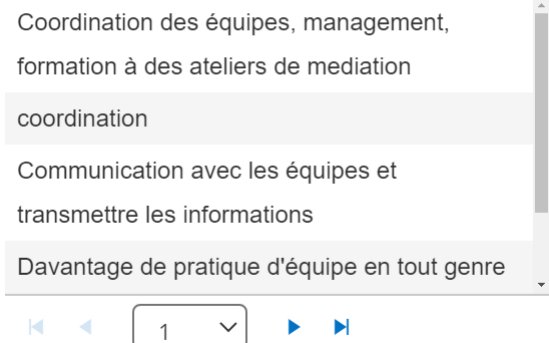 Coordination des équipes, management,
formation à des ateliers de mediation
coordination
Communication avec les équipes et
transmettre les informations
Davantage de pratique d'équipe en tout genre
1